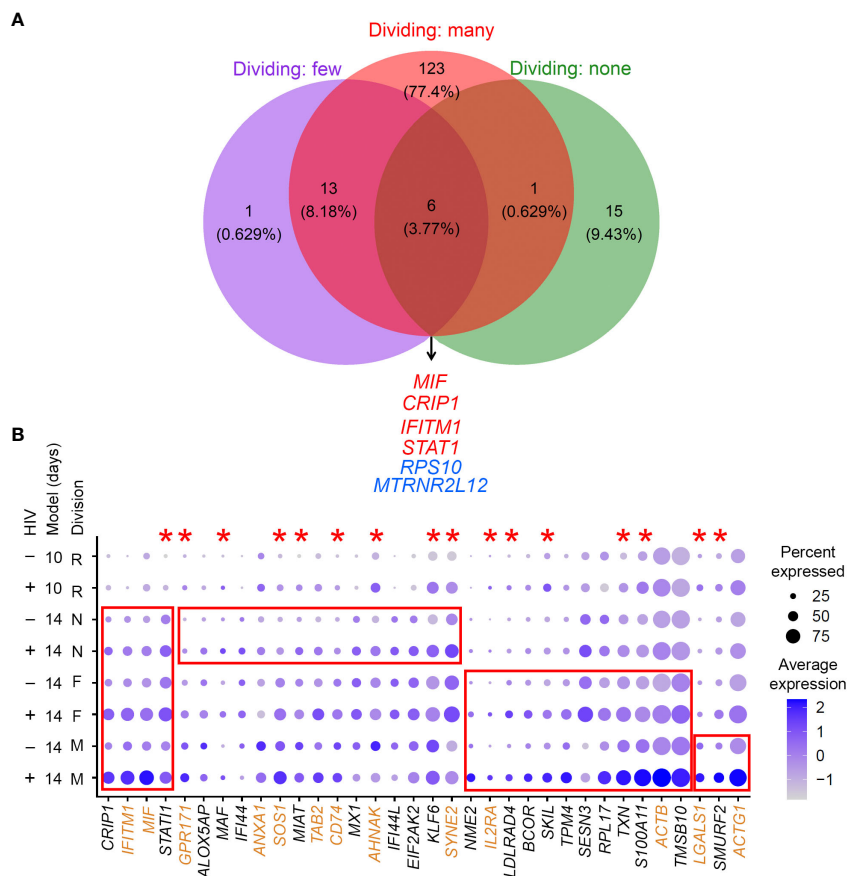 A
Dividing: many
Dividing: few
Dividing: none
123
(77.4%)
13
(8.18%)
1
(0.629%)
1
(0.629%)
6
(3.77%)
15
(9.43%)
MIF
CRIP1
IFITM1
STAT1
RPS10
MTRNR2L12
B
HIV
Model (days)
Division
* * * * * * * * * * * * * * * *
− 10 R
+ 10 R
− 14 N
+ 14 N
− 14 F
+ 14 F
− 14 M
+ 14 M
CRIP1
IFITM1
MIF
STATI1
GPR171
ALOX5AP
MAF
IFI44
ANXA1
SOS1
MIAT
TAB2
CD74
MX1
AHNAK
IFI44L
EIF2AK2
KLF6
SYNE2
NME2
IL2RA
LDLRAD4
BCOR
SKIL
TPM4
SESN3
RPL17
TXN
S100A11
ACTB
TMSB10
LGALS1
SMURF2
ACTG1
Percent
expressed
25
50
75
Average
expression
2
1
0
−1